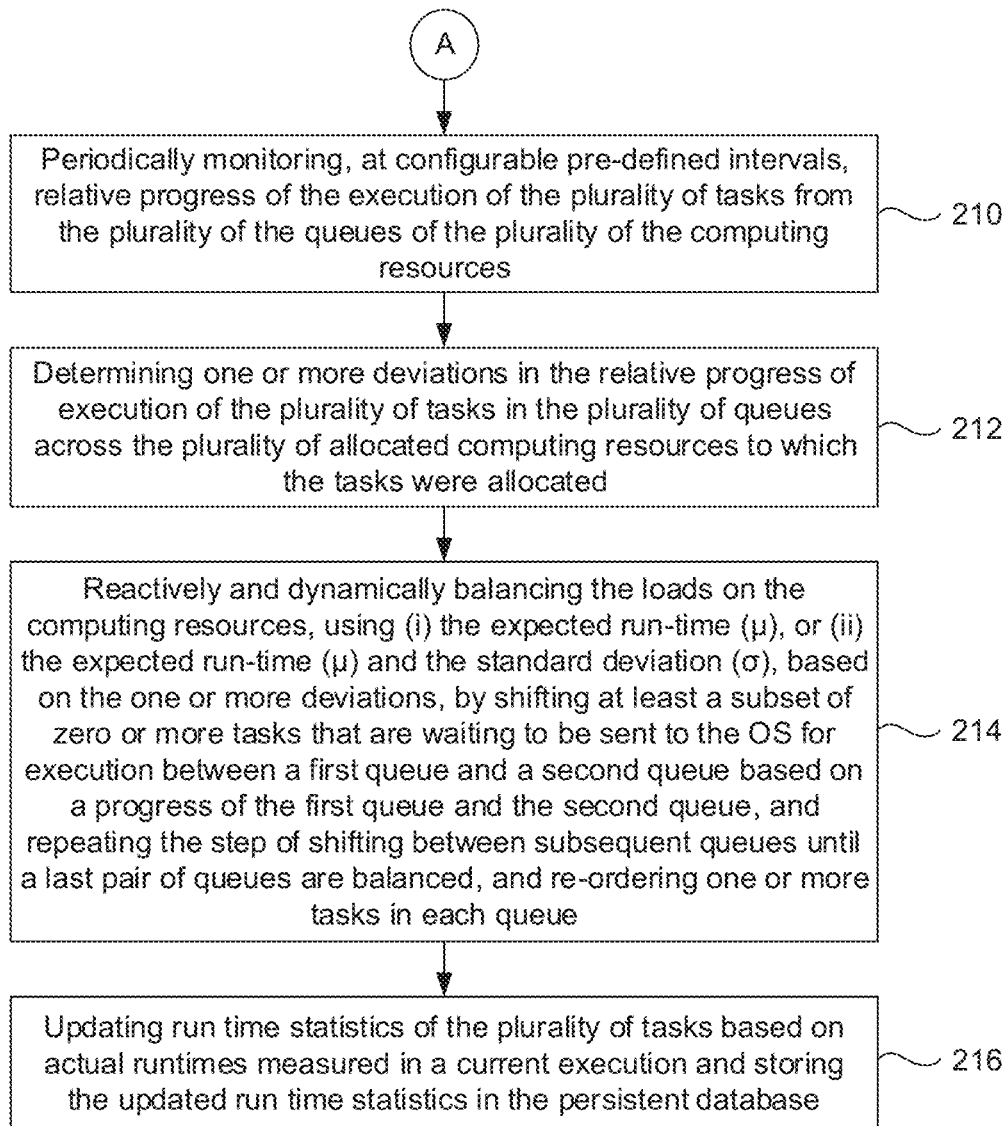 A
Periodically monitoring, at configurable pre-defined intervals,
relative progress of the execution of the plurality of tasks from
the plurality of the queues of the plurality of the computing
resources
210
Determining one or more deviations in the relative progress of
execution of the plurality of tasks in the plurality of queues
across the plurality of allocated computing resources to which
the tasks were allocated
212
Reactively and dynamically balancing the loads on the
computing resources, using (i) the expected run-time (μ), or (ii)
the expected run-time (μ) and the standard deviation (σ), based
on the one or more deviations, by shifting at least a subset of
zero or more tasks that are waiting to be sent to the OS for
execution between a first queue and a second queue based on
a progress of the first queue and the second queue, and
repeating the step of shifting between subsequent queues until
a last pair of queues are balanced, and re-ordering one or more
tasks in each queue
214
Updating run time statistics of the plurality of tasks based on
actual runtimes measured in a current execution and storing
the updated run time statistics in the persistent database
216